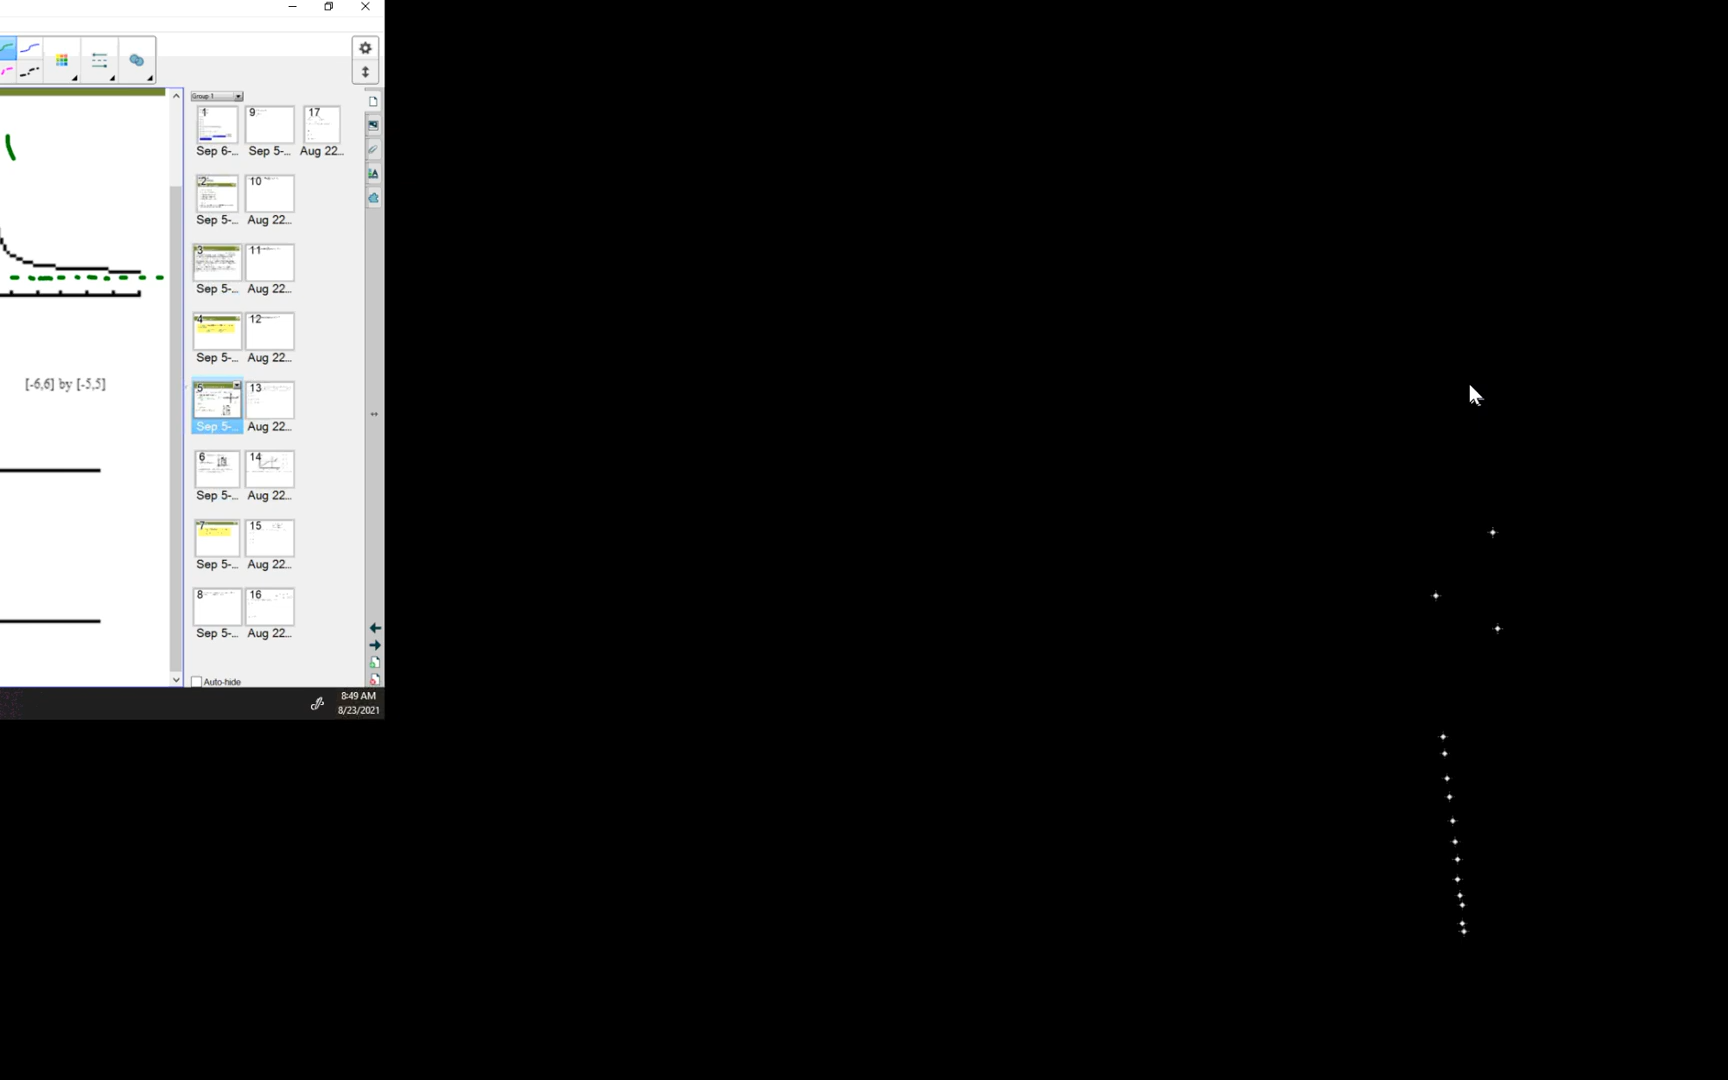 Group 1
1 9 17
Sep 6-... Sep 5-... Aug 22...
2 10
Sep 5-... Aug 22...
3 11
Sep 5-... Aug 22...
4 12
Sep 5-... Aug 22...
[-6,6] by [-5,5]
5 13
Sep 5-... Aug 22...
6 14
Sep 5-... Aug 22...
7 15
Sep 5-... Aug 22...
8 16
Sep 5-... Aug 22...
Auto-hide
8:49 AM
8/23/2021